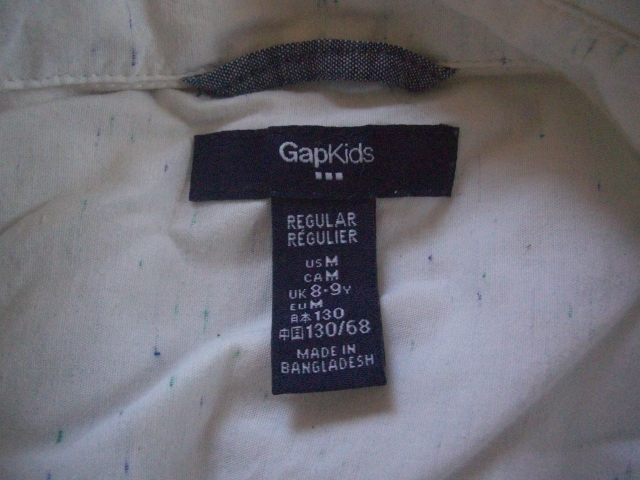 GapKids
REGULAR
RÉGULIER
US M
CA M
UK 8-9Y
EU M
日本 130
中国 130/68
MADE IN
BANGLADESH